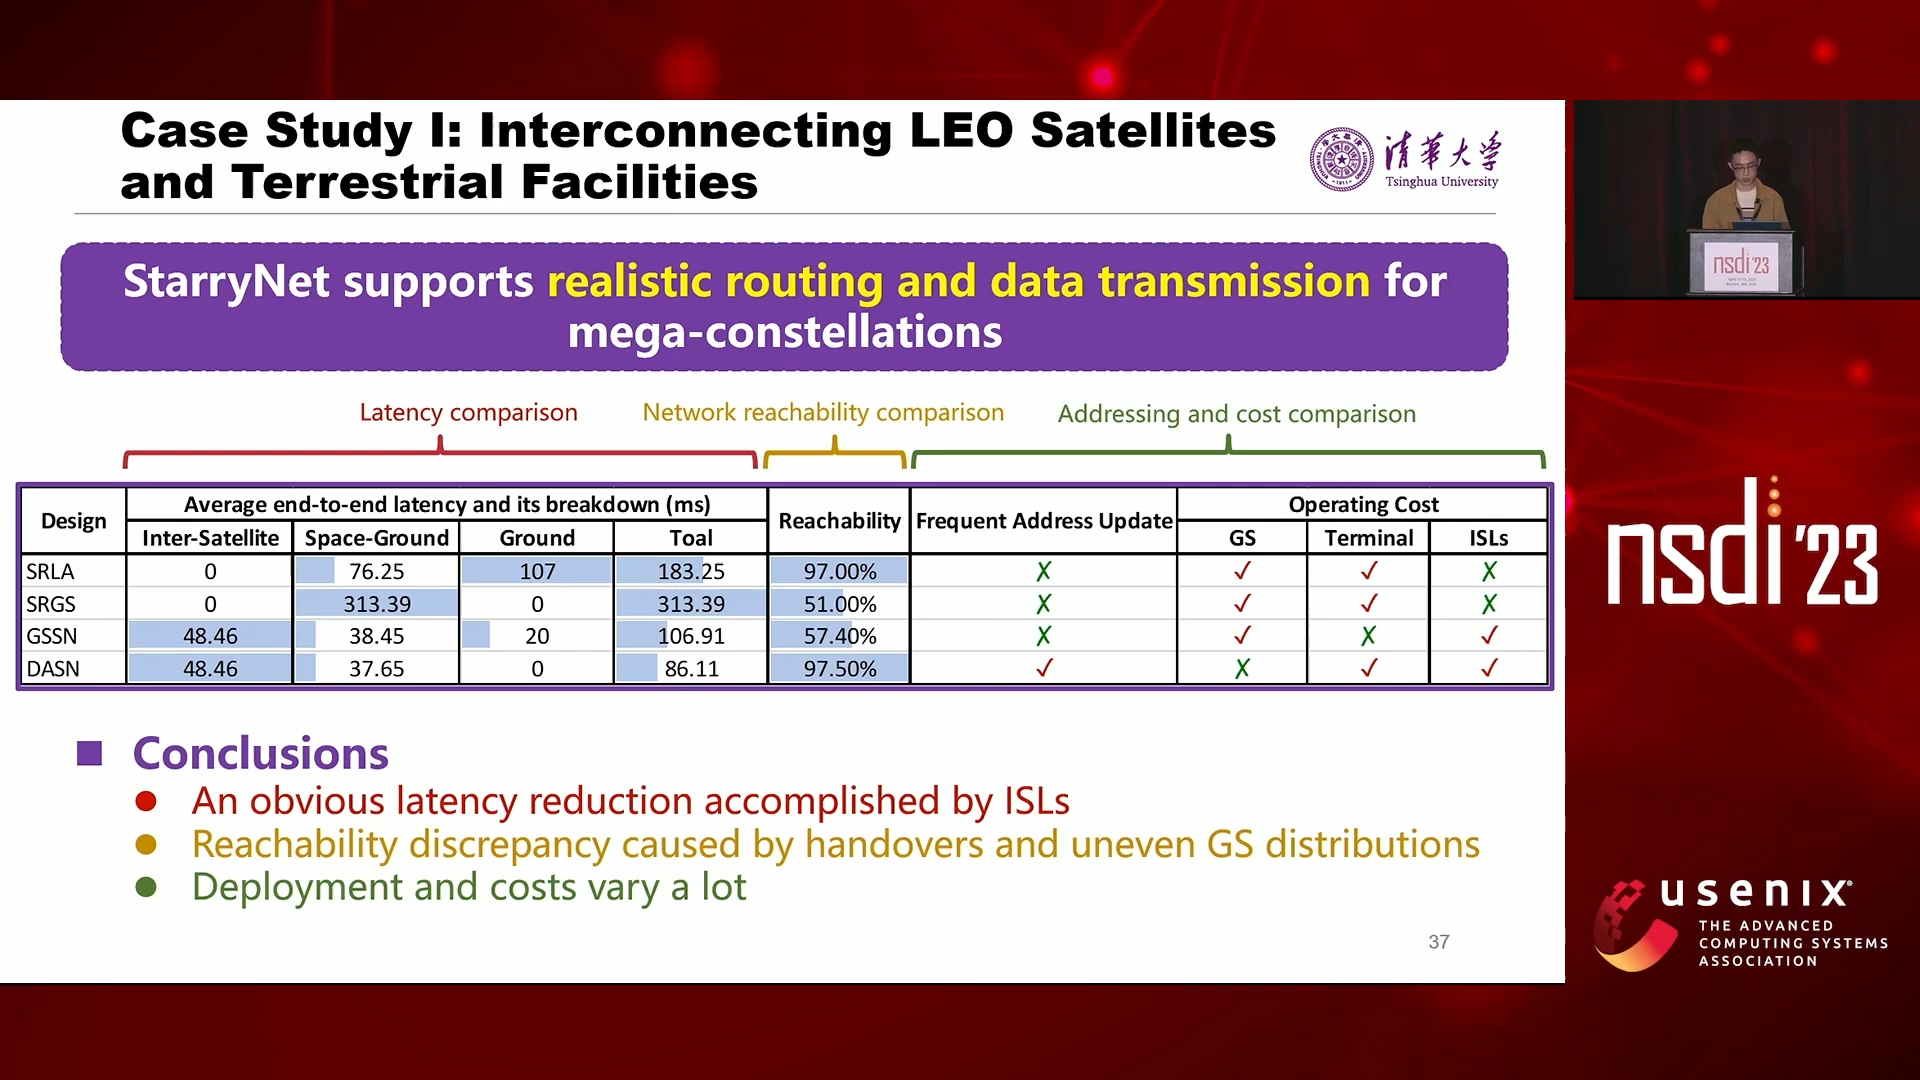 Case Study I: Interconnecting LEO Satellites
and Terrestrial Facilities
清華大学
Tsinghua University
StarryNet supports realistic routing and data transmission for
mega-constellations
Latency comparison Network reachability comparison Addressing and cost comparison
Design Average end-to-end latency and its breakdown (ms) Reachability Frequent Address Update Operating Cost
Inter-Satellite Space-Ground Ground Toal GS Terminal ISLs
SRLA 0 76.25 107 183.25 97.00% ✗ ✓ ✓ ✗
SRGS 0 313.39 0 313.39 51.00% ✗ ✓ ✓ ✗
GSSN 48.46 38.45 20 106.91 57.40% ✗ ✓ ✗ ✓
DASN 48.46 37.65 0 86.11 97.50% ✓ ✗ ✓ ✓
Conclusions
An obvious latency reduction accomplished by ISLs
Reachability discrepancy caused by handovers and uneven GS distributions
Deployment and costs vary a lot
37
nsdi '23
nsdi '23
usenix®
THE ADVANCED
COMPUTING SYSTEMS
ASSOCIATION